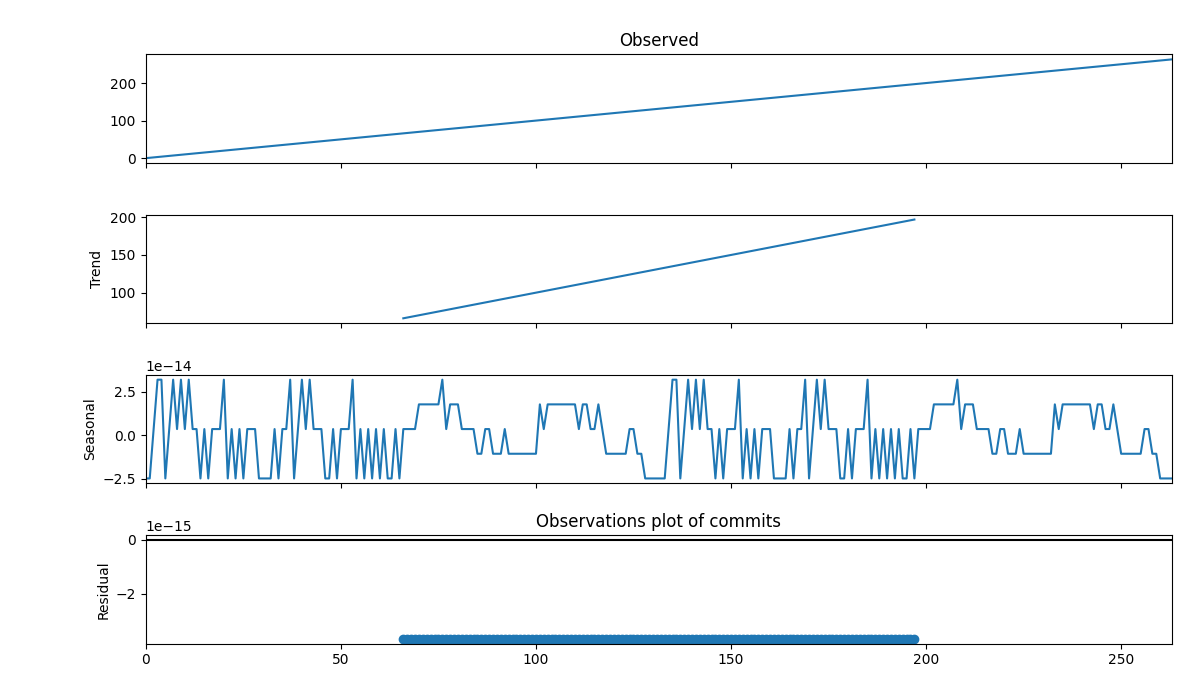 Observed
200
100
0
200
150
100
Trend
1e−14
2.5
0.0
−2.5
Seasonal
Observations plot of commits
1e−15
0
−2
Residual
0 50 100 150 200 250